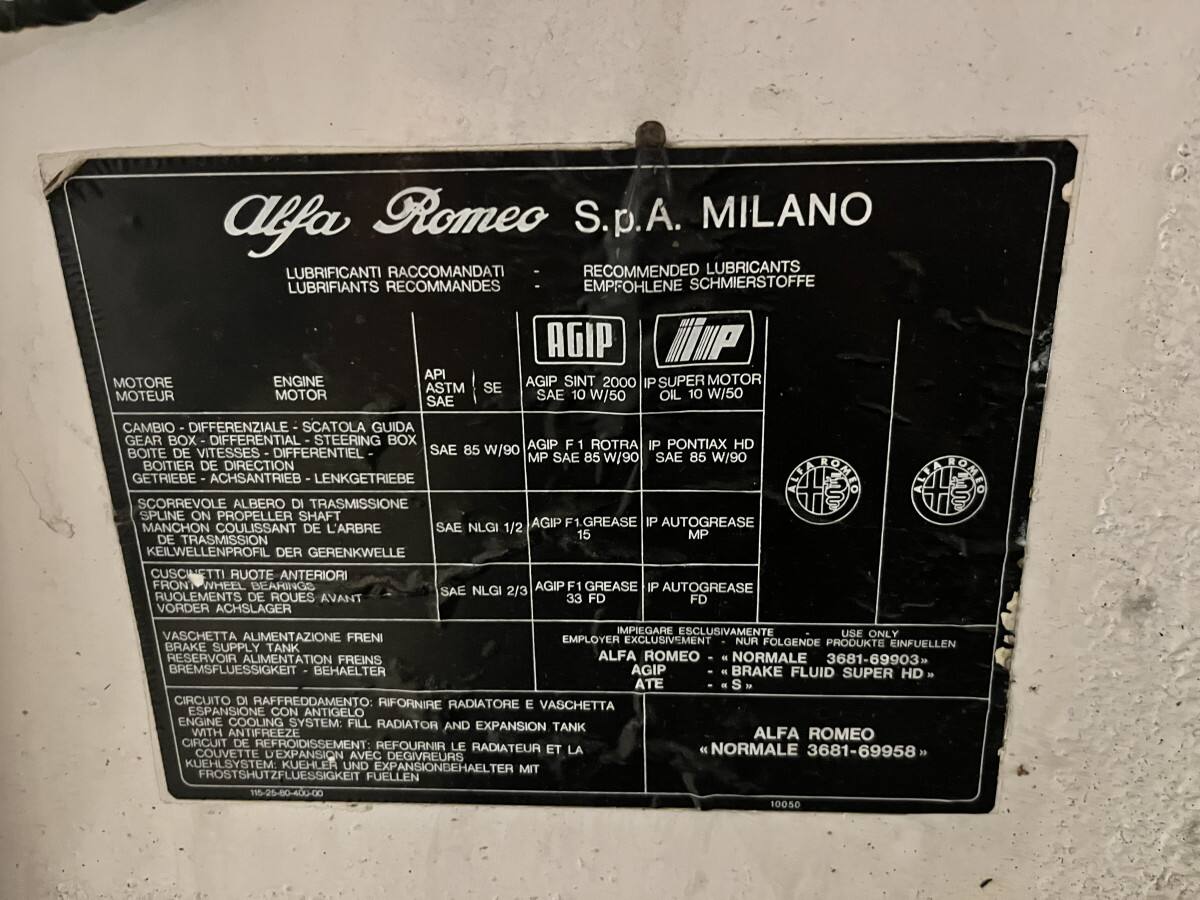 Alfa Romeo S.p.A. MILANO
LUBRIFICANTI RACCOMANDATI - RECOMMENDED LUBRICANTS
LUBRIFIANTS RECOMMANDES - EMPFOHLENE SCHMIERSTOFFE
AGIP
IP
MOTORE ENGINE
MOTEUR MOTOR
API
ASTM SE
SAE
AGIP SINT 2000
SAE 10 W/50
IP SUPER MOTOR
OIL 10 W/50
CAMBIO - DIFFERENZIALE - SCATOLA GUIDA
GEAR BOX - DIFFERENTIAL - STEERING BOX
BOITE DE VITESSES - DIFFERENTIEL -
BOITIER DE DIRECTION
GETRIEBE - ACHSANTRIEB - LENKGETRIEBE
SAE 85 W/90
AGIP F 1 ROTRA
MP SAE 85 W/90
IP PONTIAX HD
SAE 85 W/90
SCORREVOLE ALBERO DI TRASMISSIONE
SPLINE ON PROPELLER SHAFT
MANCHON COULISSANT DE L'ARBRE
DE TRASMISSION
KEILWELLENPROFIL DER GERENKWELLE
SAE NLGI 1/2
AGIP F1 GREASE
15
IP AUTOGREASE
MP
CUSCINETTI RUOTE ANTERIORI
FRONT WHEEL BEARINGS
RUOLEMENTS DE ROUES AVANT
VORDER ACHSLAGER
SAE NLGI 2/3
AGIP F1 GREASE
33 FD
IP AUTOGREASE
FD
ALFA ROMEO
ALFA ROMEO
VASCHETTA ALIMENTAZIONE FRENI
BRAKE SUPPLY TANK
RESERVOIR ALIMENTATION FREINS
BREMSFLUESSIGKEIT - BEHAELTER
IMPIEGARE ESCLUSIVAMENTE - USE ONLY
EMPLOYER EXCLUSIVEMENT - NUR FOLGENDE PRODUKTE EINFUELLEN
ALFA ROMEO - « NORMALE 3681-69903»
AGIP - « BRAKE FLUID SUPER HD »
ATE - « S »
CIRCUITO DI RAFFREDDAMENTO: RIFORNIRE RADIATORE E VASCHETTA
ESPANSIONE CON ANTIGELO
ENGINE COOLING SYSTEM: FILL RADIATOR AND EXPANSION TANK
WITH ANTIFREEZE
CIRCUIT DE REFROIDISSEMENT: REFOURNIR LE RADIATEUR ET LA
COUVETTE D'EXPANSION AVEC DEGIVREURS
KUEHLSYSTEM: KUEHLER UND EXPANSIONBEHAELTER MIT
FROSTSHUTZFLUESSIGKEIT FUELLEN
ALFA ROMEO
«NORMALE 3681-69958»
115-25-80-400-00
10050